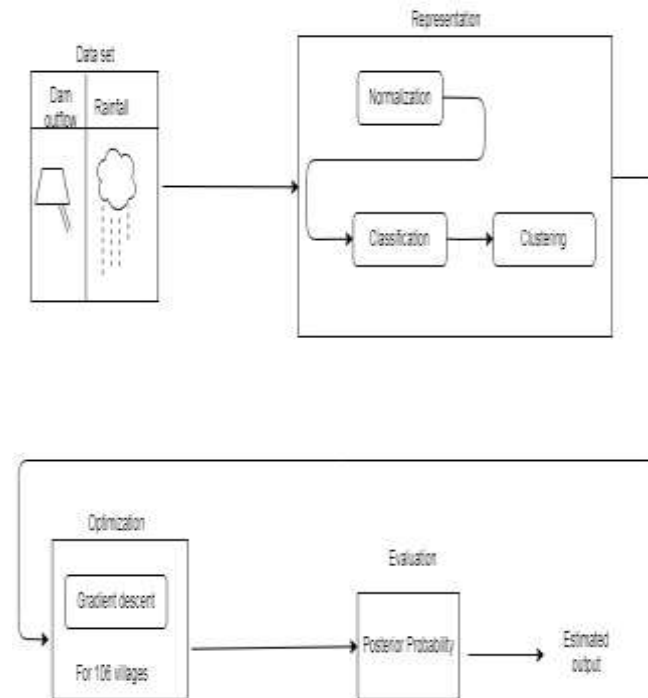 Representation
Data set
Dam
outflow
Rainfall
Normalization
Classification
Clustering
Optimization
Gradient descent
For 106 villages
Evaluation
Posterior Probability
Estimated
output